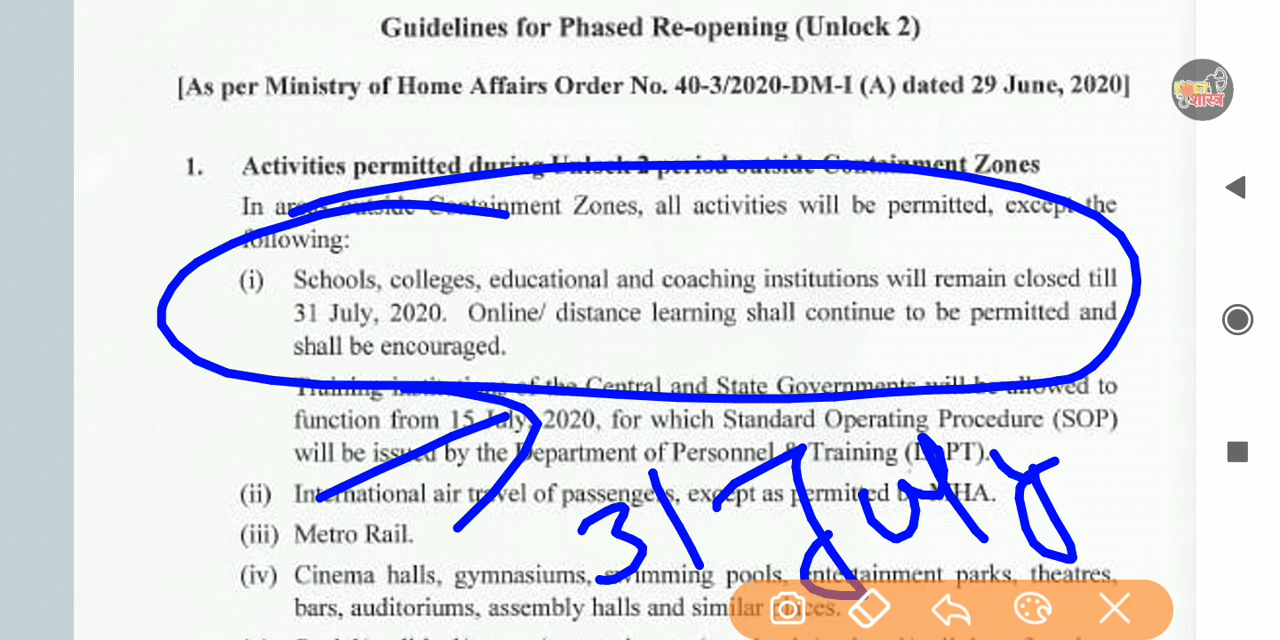 Guidelines for Phased Re-opening (Unlock 2)
[As per Ministry of Home Affairs Order No. 40-3/2020-DM-I (A) dated 29 June, 2020]
1. Activities permitted during Unlock 2 period outside Containment Zones
In areas outside Containment Zones, all activities will be permitted, except the
following:
(i) Schools, colleges, educational and coaching institutions will remain closed till
31 July, 2020. Online/ distance learning shall continue to be permitted and
shall be encouraged.
Training institutions of the Central and State Governments will be allowed to
function from 15 July, 2020, for which Standard Operating Procedure (SOP)
will be issued by the Department of Personnel & Training (DoPT).
(ii) International air travel of passengers, except as permitted by MHA.
(iii) Metro Rail.
(iv) Cinema halls, gymnasiums, swimming pools, entertainment parks, theatres,
bars, auditoriums, assembly halls and similar places.
31 July
शास्त्र